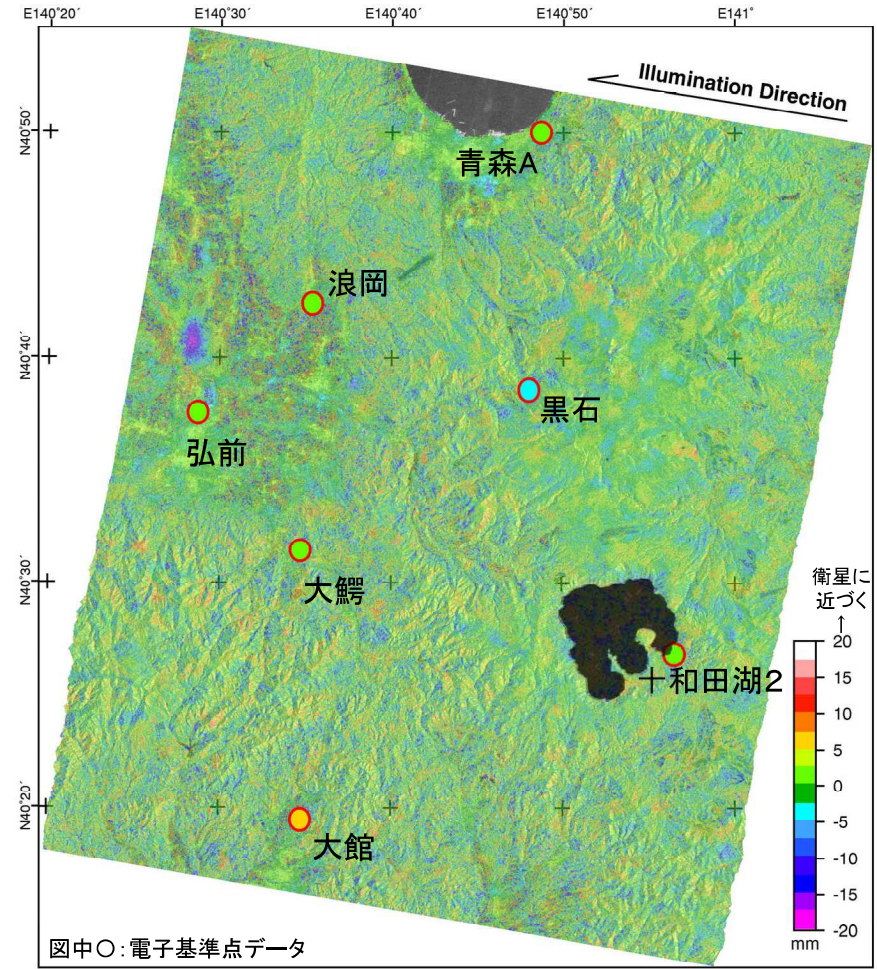 E140°20´ E140°30´ E140°40´ E140°50´ E141°
Illumination Direction
N40°50´
青森A
浪岡
N40°40´
黒石
弘前
大鰐
N40°30´
衛星に
近づく
↑
20
十和田湖2
15
10
5
0
-5
-10
-15
-20
mm
N40°20´
大館
図中○:電子基準点データ